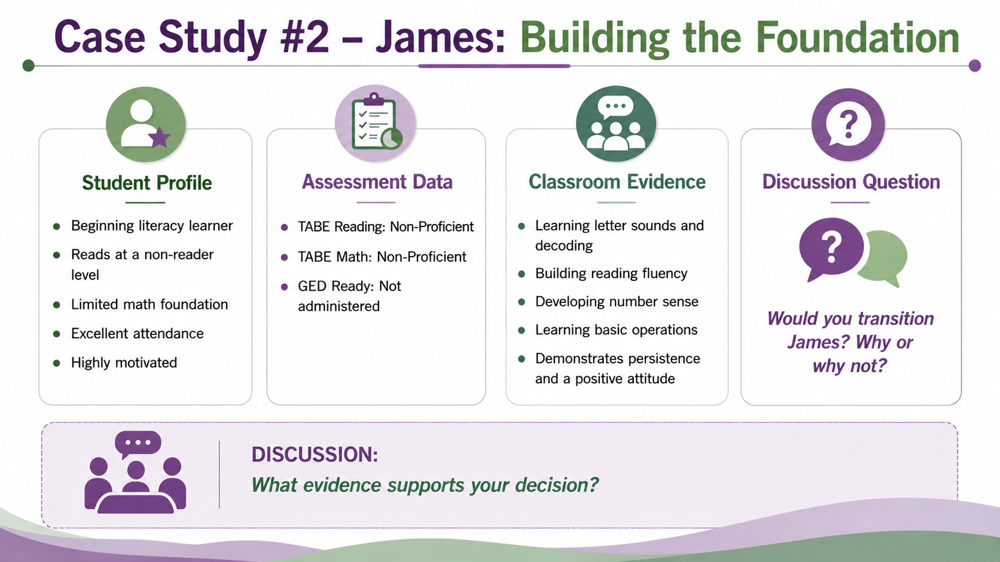 Case Study #2 – James: Building the Foundation
Student Profile
Beginning literacy learner
Reads at a non-reader
level
Limited math foundation
Excellent attendance
Highly motivated
Assessment Data
TABE Reading: Non-Proficient
TABE Math: Non-Proficient
GED Ready: Not
administered
Classroom Evidence
Learning letter sounds and
decoding
Building reading fluency
Developing number sense
Learning basic operations
Demonstrates persistence
and a positive attitude
Discussion Question
Would you transition
James? Why or
why not?
DISCUSSION:
What evidence supports your decision?